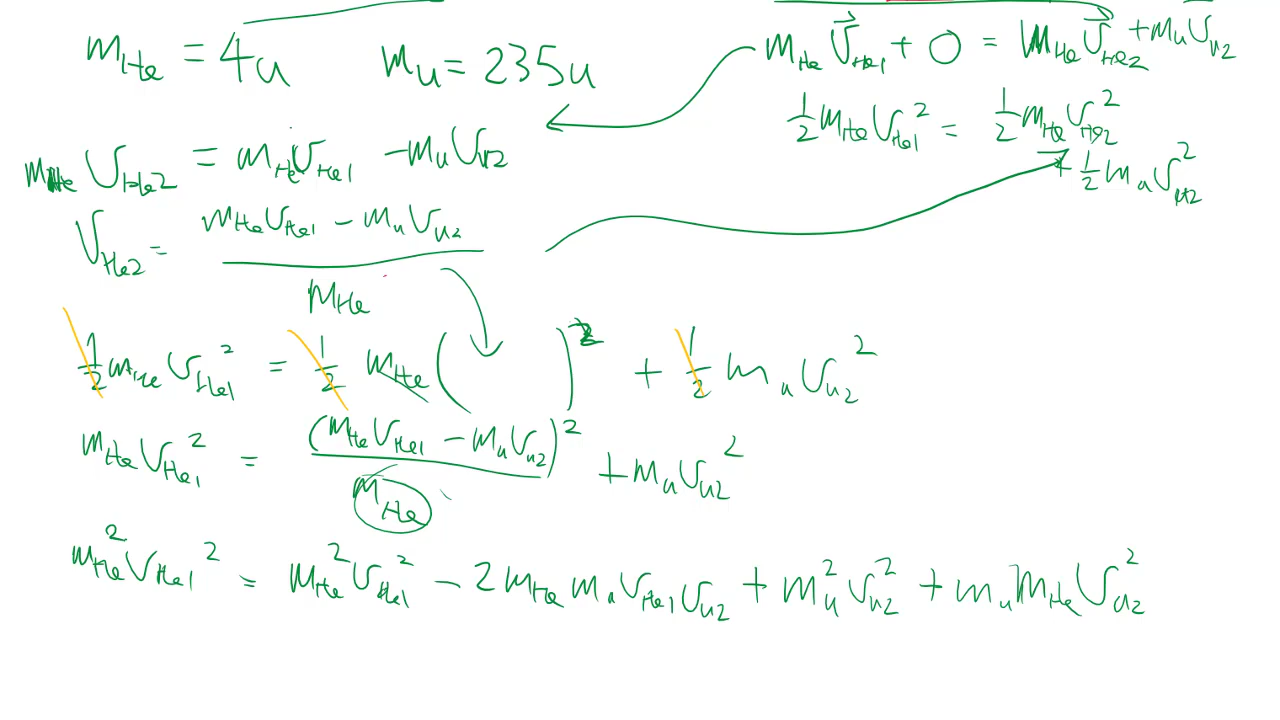 m_He = 4u m_u = 235u
m_He v⃗_He1 + 0 = m_He v⃗_He2 + m_u v_u2
½ m_He v_He1² = ½ m_He v_He2²
+ ½ m_u v_u2²
m_He v_He2 = m_He v_He1 - m_u v_u2
v_He2 = (m_He v_He1 - m_u v_u2) / m_He
½ m_He v_He1² = ½ m_He ( )² + ½ m_u v_u2²
m_He v_He1² = (m_He v_He1 - m_u v_u2)² / m_He + m_u v_u2²
m_He² v_He1² = m_He² v_He1² - 2 m_He m_u v_He1 v_u2 + m_u² v_u2² + m_u m_He v_u2²